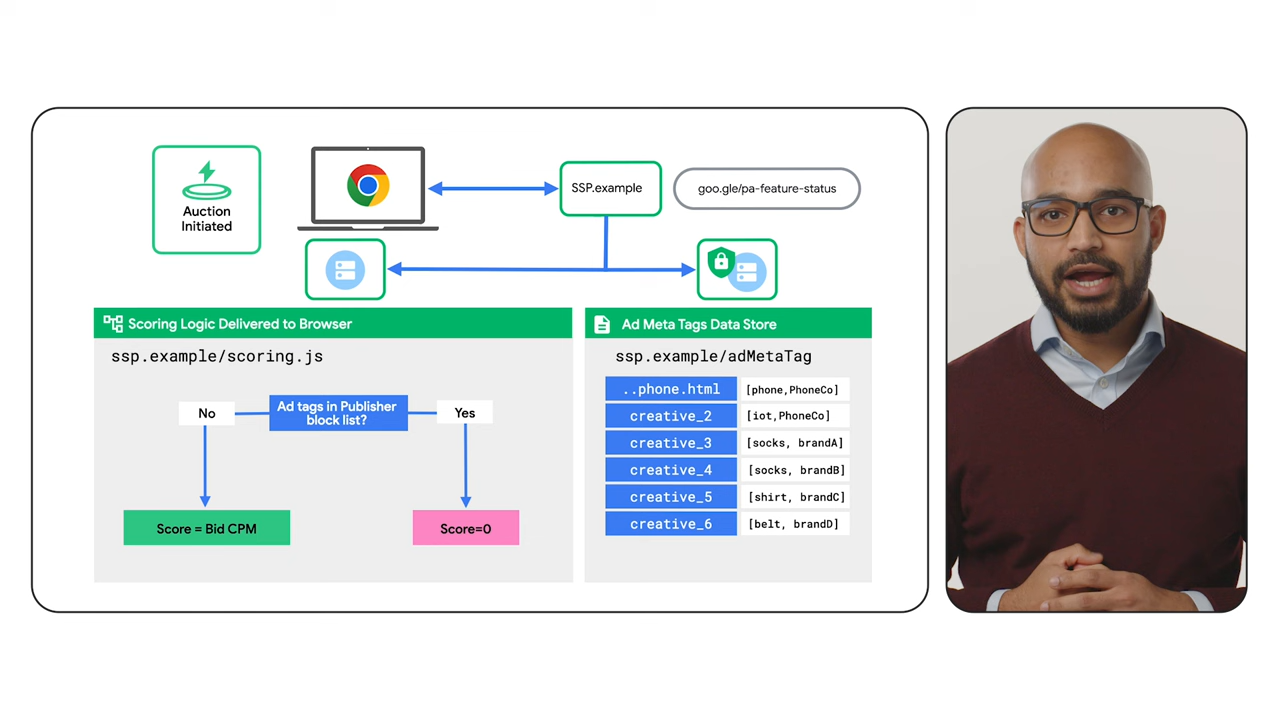 Auction
Initiated
SSP.example
goo.gle/pa-feature-status
Scoring Logic Delivered to Browser
ssp.example/scoring.js
No
Ad tags in Publisher
block list?
Yes
Score = Bid CPM
Score=0
Ad Meta Tags Data Store
ssp.example/adMetaTag
..phone.html [phone,PhoneCo]
creative_2 [iot,PhoneCo]
creative_3 [socks, brandA]
creative_4 [socks, brandB]
creative_5 [shirt, brandC]
creative_6 [belt, brandD]